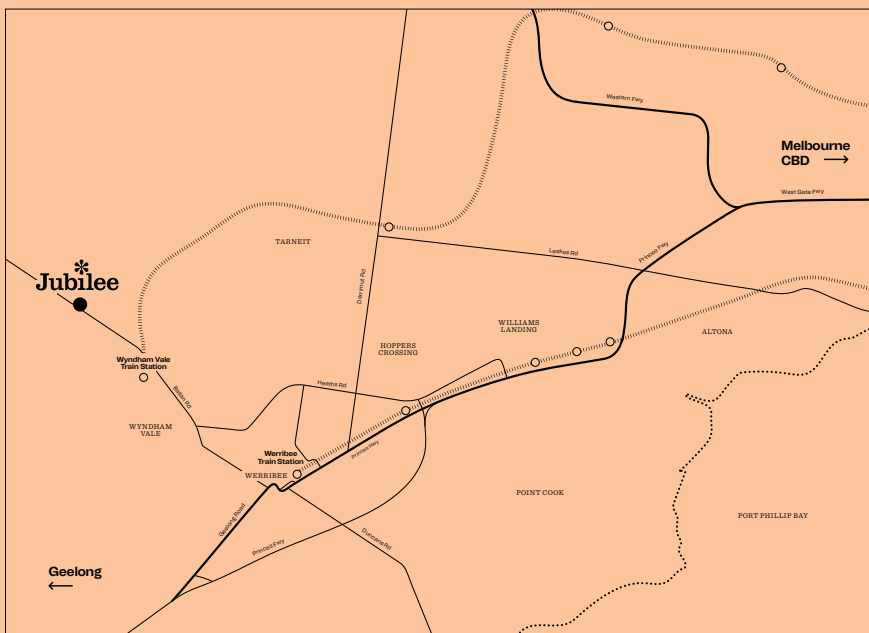 Western Fwy
Melbourne
CBD
West Gate Fwy
TARNEIT
Leakes Rd
Princes Fwy
Jubilee
Derrimut Rd
WILLIAMS
LANDING
ALTONA
HOPPERS
CROSSING
Wyndham Vale
Train Station
Heaths Rd
Ballan Rd
WYNDHAM
VALE
Princes Hwy
Werribee
Train Station
WERRIBEE
POINT COOK
PORT PHILLIP BAY
Geelong Road
Princes Fwy
Duncans Rd
Geelong